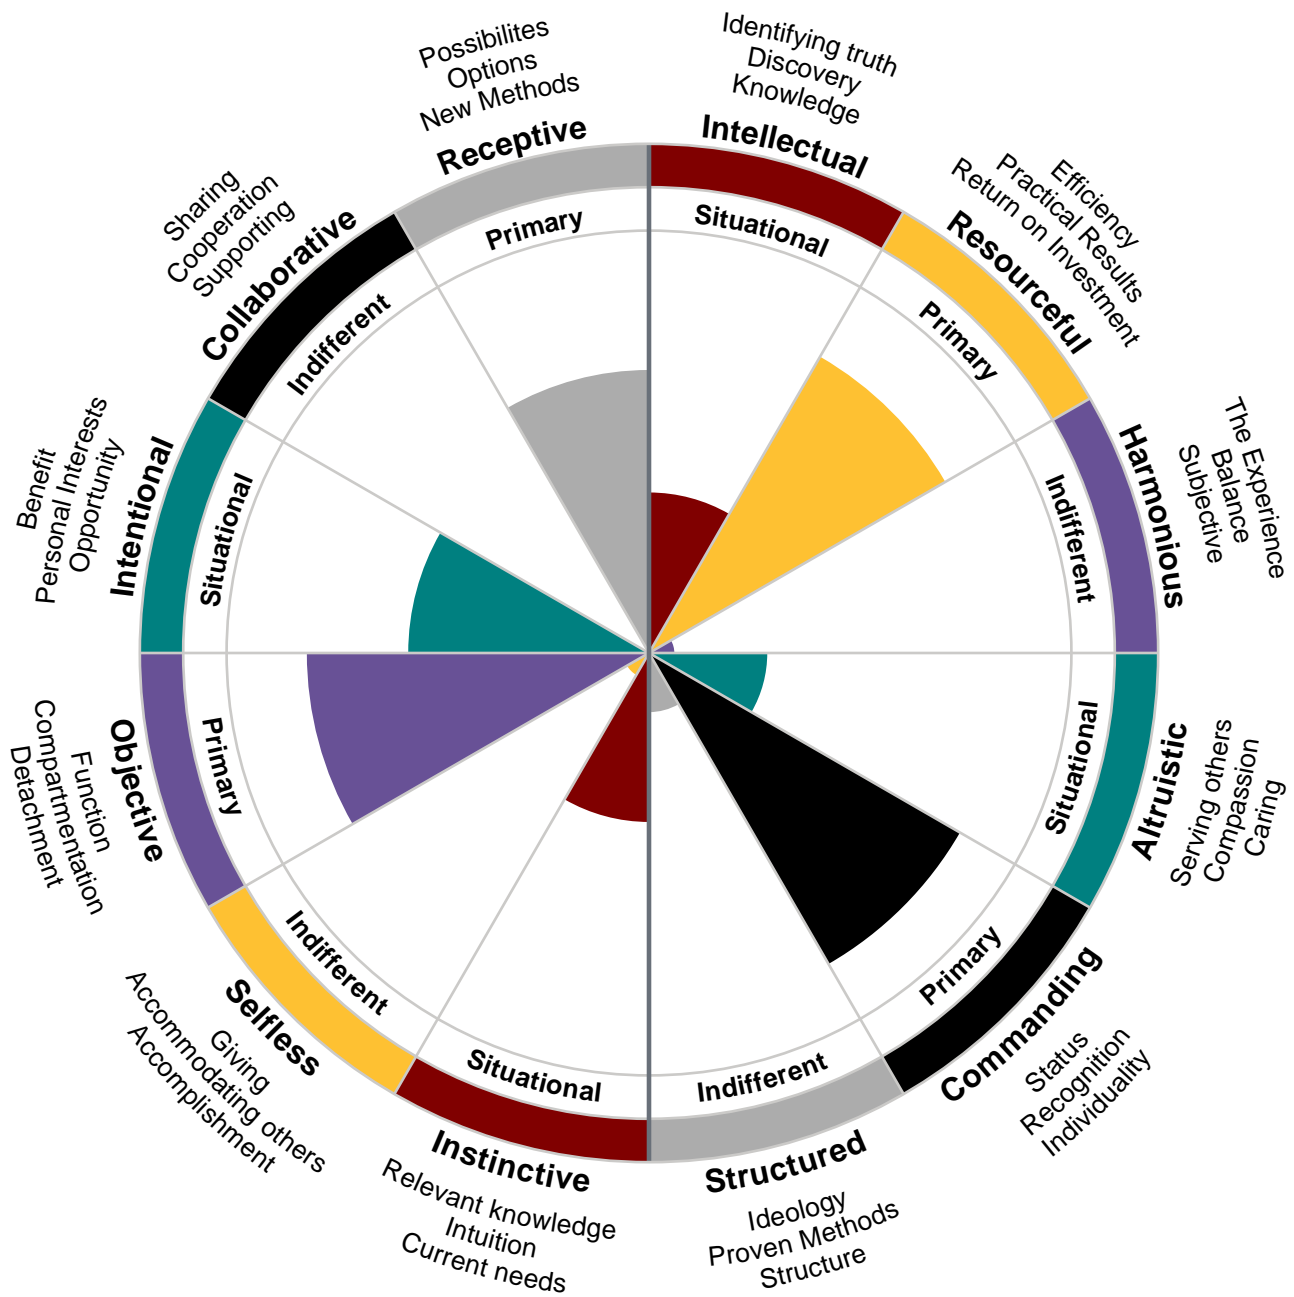 Identifying truth
Discovery
Knowledge
Intellectual
Situational
Efficiency
Practical Results
Return on Investment
Resourceful
Primary
The Experience
Balance
Subjective
Harmonious
Indifferent
Altruistic
Situational
Serving others
Compassion
Caring
Commanding
Primary
Status
Recognition
Individuality
Indifferent
Structured
Ideology
Proven Methods
Structure
Situational
Instinctive
Relevant knowledge
Intuition
Current needs
Indifferent
Selfless
Giving
Accommodating others
Accomplishment
Primary
Objective
Function
Compartmentation
Detachment
Benefit
Personal Interests
Opportunity
Intentional
Situational
Sharing
Cooperation
Supporting
Collaborative
Indifferent
Possibilites
Options
New Methods
Receptive
Primary